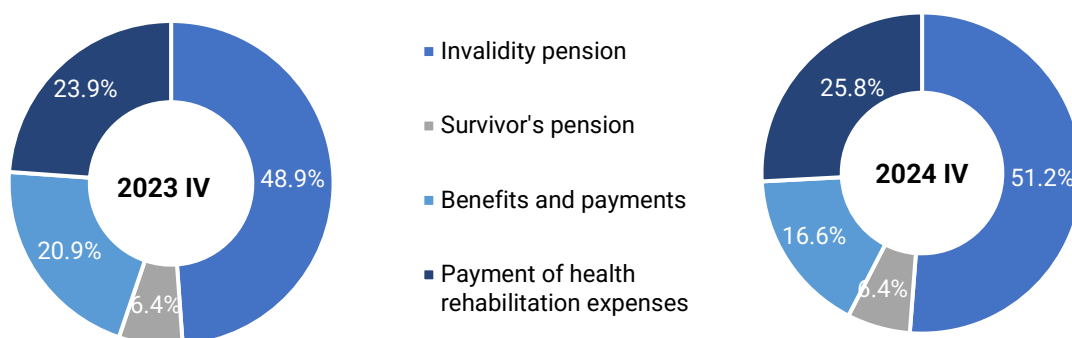 23.9%
2023 IV
48.9%
20.9%
6.4%
Invalidity pension
Survivor's pension
Benefits and payments
Payment of health
rehabilitation expenses
25.8%
2024 IV
51.2%
16.6%
6.4%